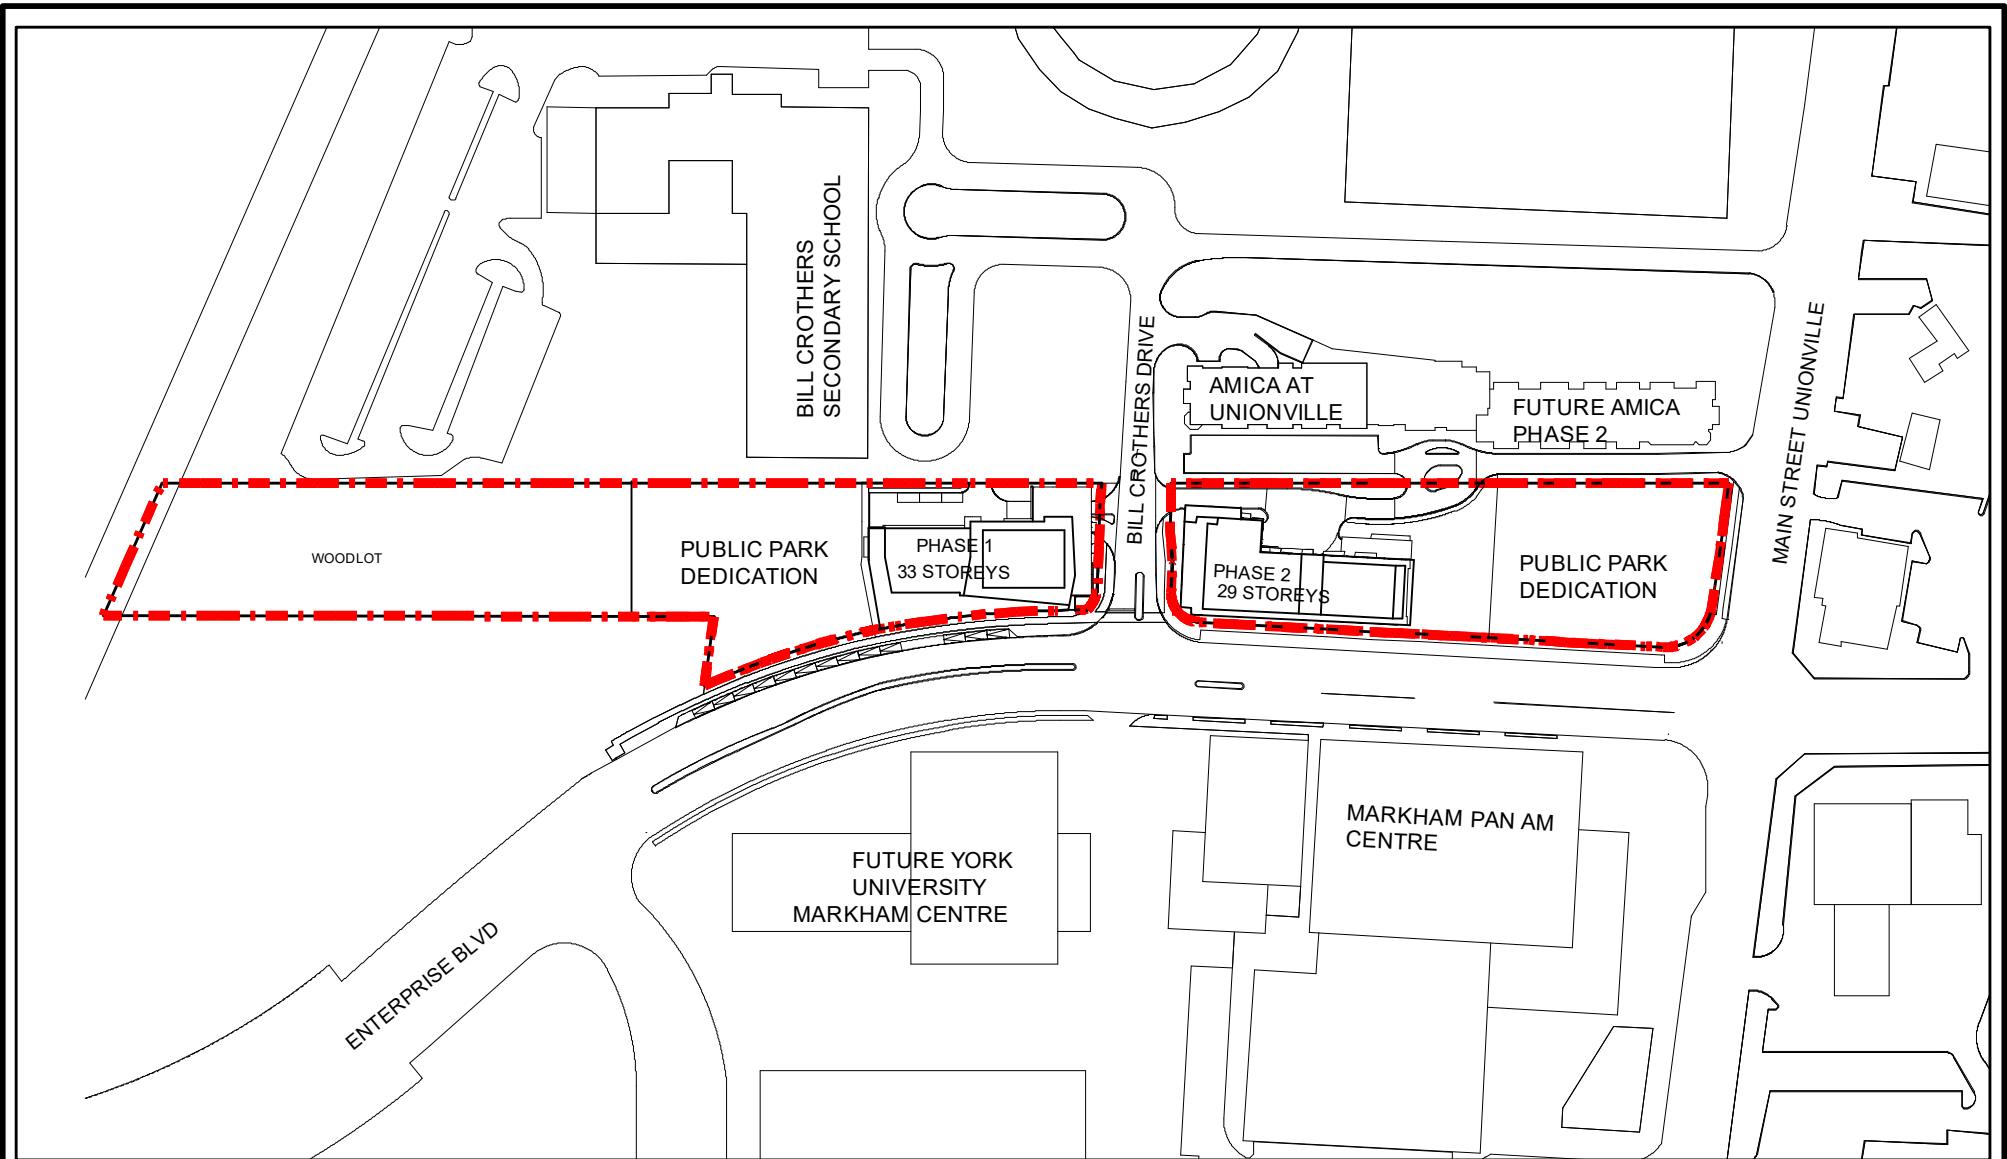 BILL CROTHERS
SECONDARY SCHOOL
BILL CROTHERS DRIVE
AMICA AT
UNIONVILLE
FUTURE AMICA
PHASE 2
MAIN STREET UNIONVILLE
WOODLOT
PUBLIC PARK
DEDICATION
PHASE 1
33 STOREYS
PHASE 2
29 STOREYS
PUBLIC PARK
DEDICATION
MARKHAM PAN AM
CENTRE
FUTURE YORK
UNIVERSITY
MARKHAM CENTRE
ENTERPRISE BLVD